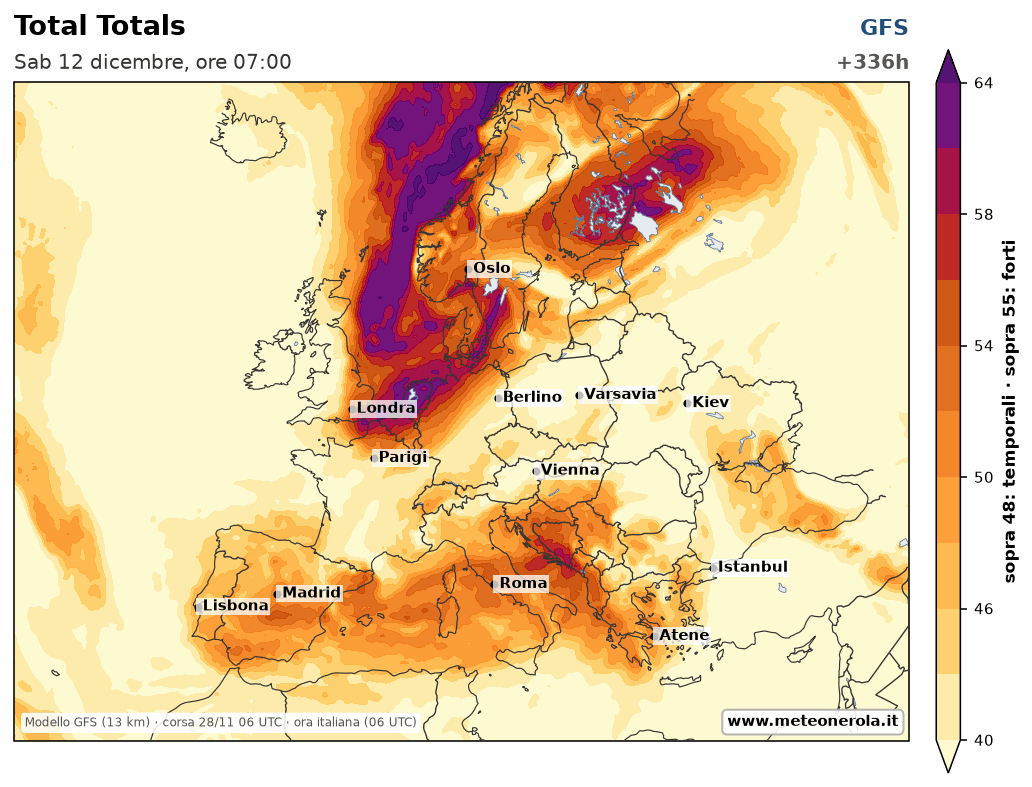 Total Totals
GFS
Sab 12 dicembre, ore 07:00
+336h
64
58
54
50
46
40
sopra 48: temporali · sopra 55: forti
Oslo
Londra
Berlino
Varsavia
Kiev
Parigi
Vienna
Istanbul
Roma
Madrid
Lisbona
Atene
Modello GFS (13 km) · corsa 28/11 06 UTC · ora italiana (06 UTC)
www.meteonerola.it